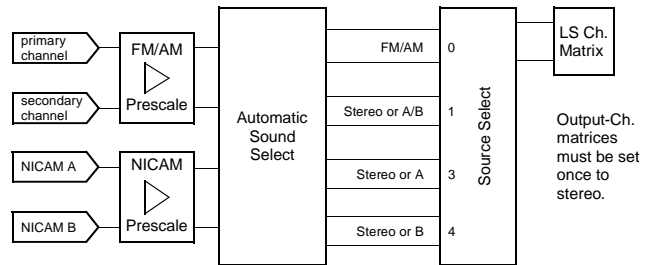 primary
channel
secondary
channel
NICAM A
NICAM B
FM/AM
Prescale
NICAM
Prescale
Automatic
Sound
Select
FM/AM
Stereo or A/B
Stereo or A
Stereo or B
0
1
3
4
Source Select
LS Ch.
Matrix
Output-Ch.
matrices
must be set
once to
stereo.